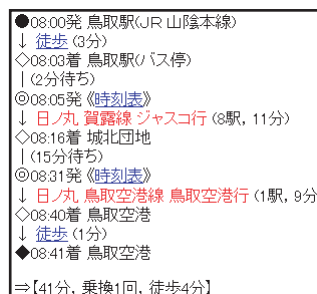 ●08:00発 鳥取駅(JR山陰本線)
↓ 徒歩 (3分)
◇08:03着 鳥取駅(バス停)
| (2分待ち)
◎08:05発 《時刻表》
↓ 日ノ丸 賀露線 ジャスコ行 (8駅, 11分)
◇08:16着 城北団地
| (15分待ち)
◎08:31発 《時刻表》
↓ 日ノ丸 鳥取空港線 鳥取空港行 (1駅, 9分
◇08:40着 鳥取空港
↓ 徒歩 (1分)
◆08:41着 鳥取空港
⇒【41分, 乗換1回, 徒歩4分】